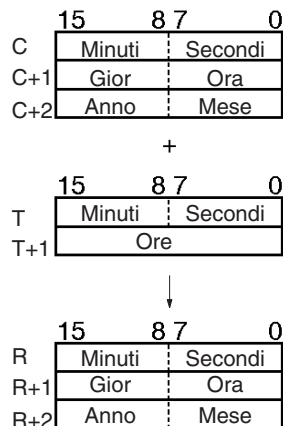 15 8 7 0
C Minuti Secondi
C+1 Gior Ora
C+2 Anno Mese
+
15 8 7 0
T Minuti Secondi
T+1 Ore
15 8 7 0
R Minuti Secondi
R+1 Gior Ora
R+2 Anno Mese